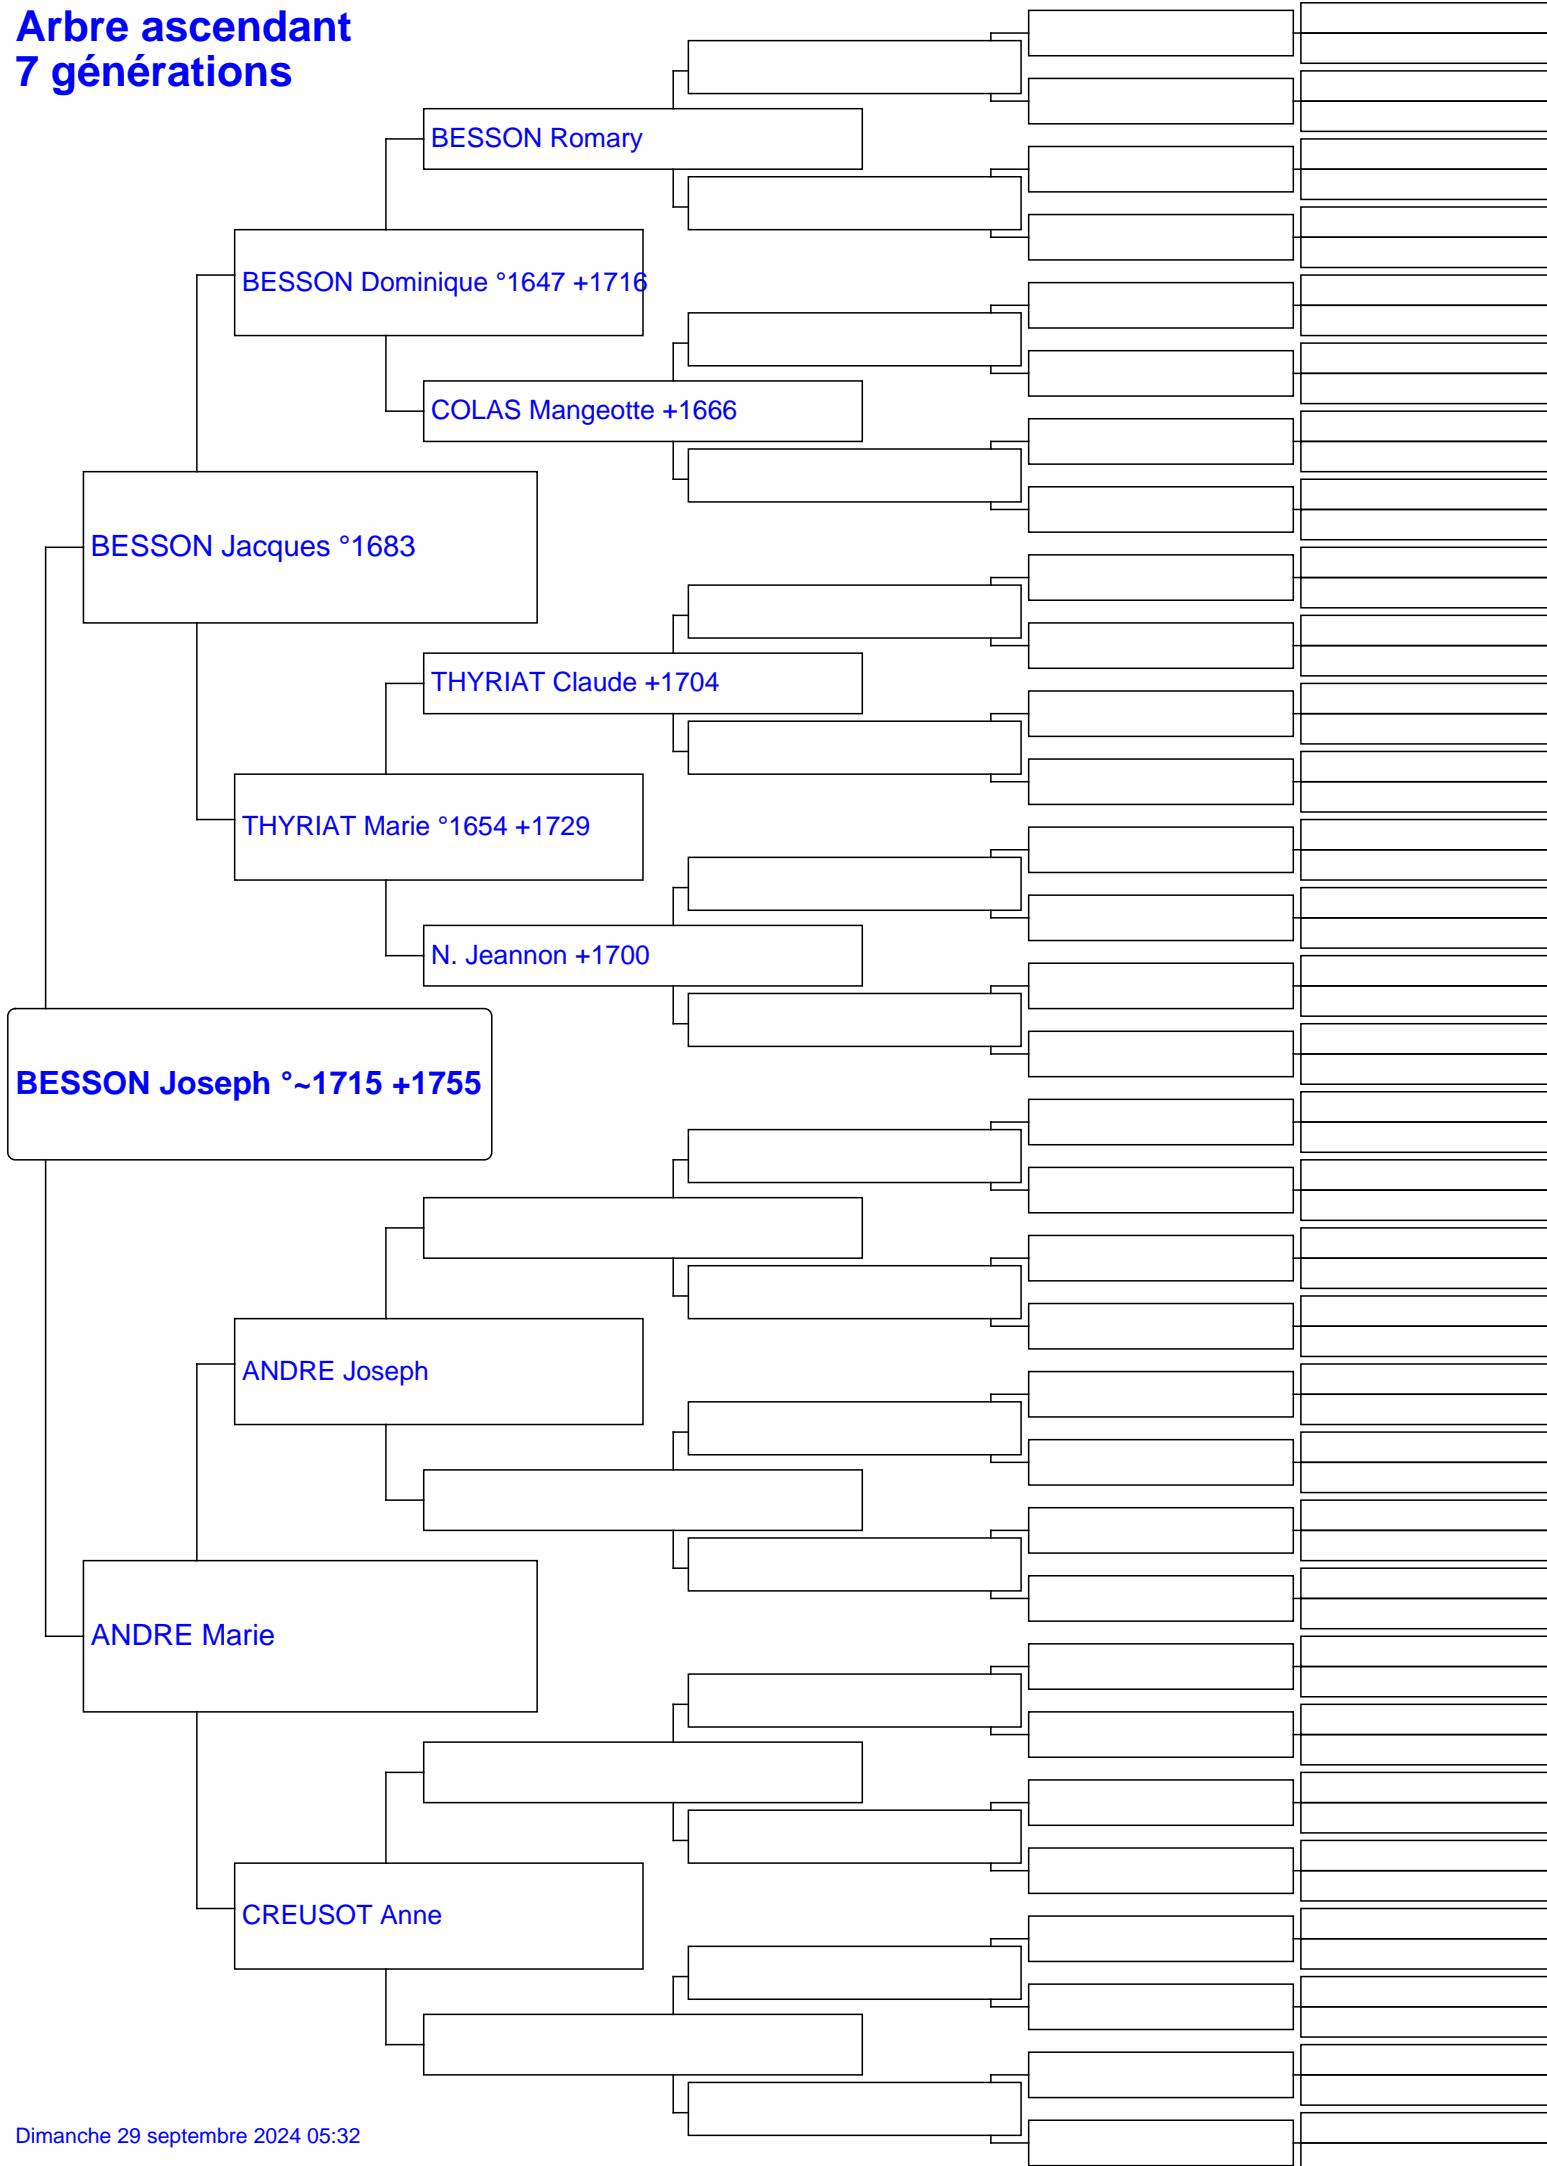 Arbre ascendant
7 générations
BESSON Romary
BESSON Dominique °1647 +1716
COLAS Mangeotte +1666
BESSON Jacques °1683
THYRIAT Claude +1704
THYRIAT Marie °1654 +1729
N. Jeannon +1700
BESSON Joseph °~1715 +1755
ANDRE Joseph
ANDRE Marie
CREUSOT Anne
Dimanche 29 septembre 2024 05:32